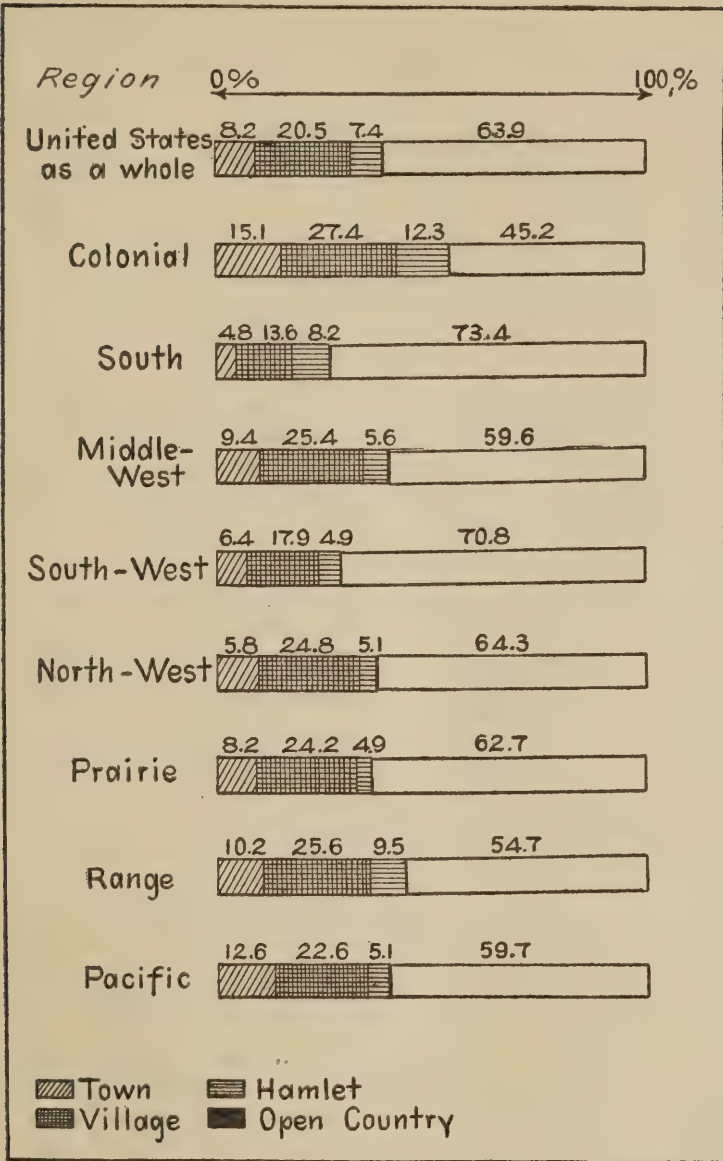 Region 0% 100,%
8.2 20.5 7.4 63.9
United States
as a whole
15.1 27.4 12.3 45.2
Colonial
4.8 13.6 8.2 73.4
South
9.4 25.4 5.6 59.6
Middle-
West
6.4 17.9 4.9 70.8
South-West
5.8 24.8 5.1 64.3
North-West
8.2 24.2 4.9 62.7
Prairie
10.2 25.6 9.5 54.7
Range
12.6 22.6 5.1 59.7
Pacific
Town Hamlet
Village Open Country